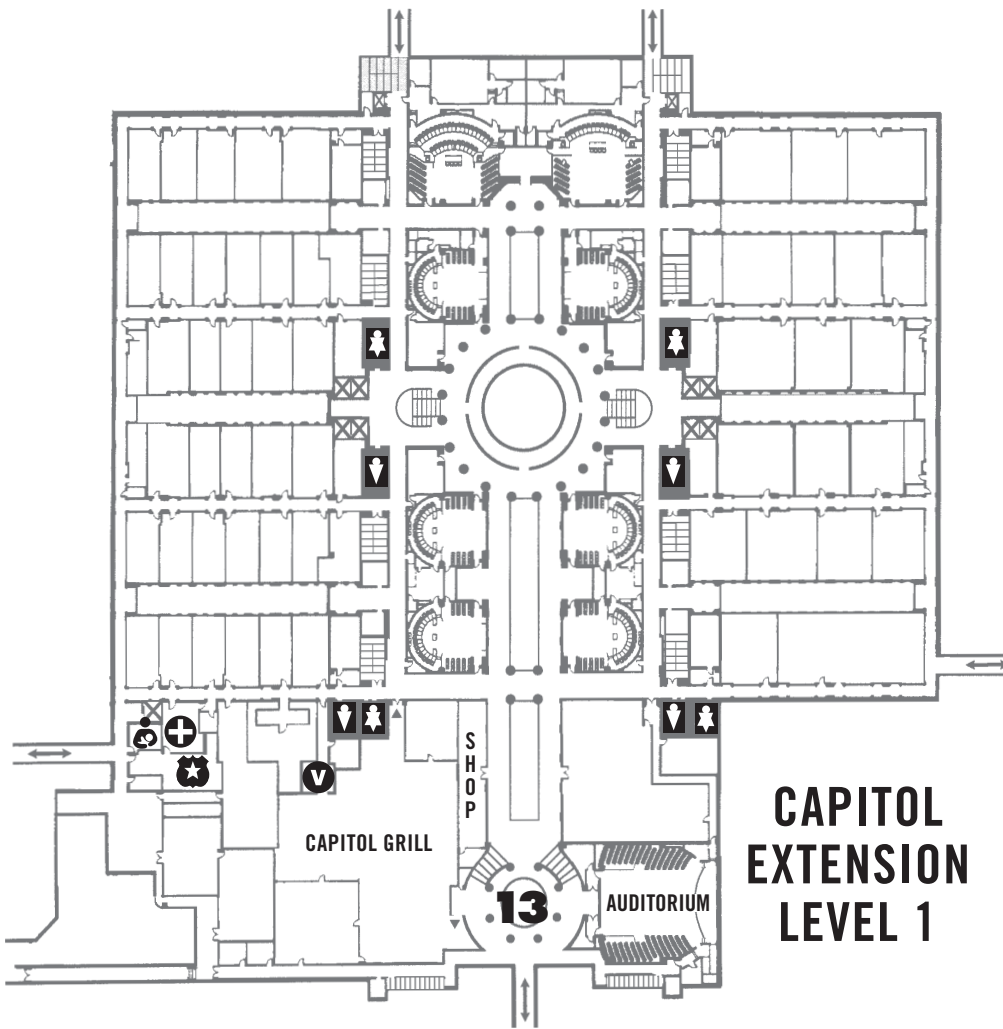 SHOP
V
CAPITOL GRILL
13
AUDITORIUM
CAPITOL
EXTENSION
LEVEL 1